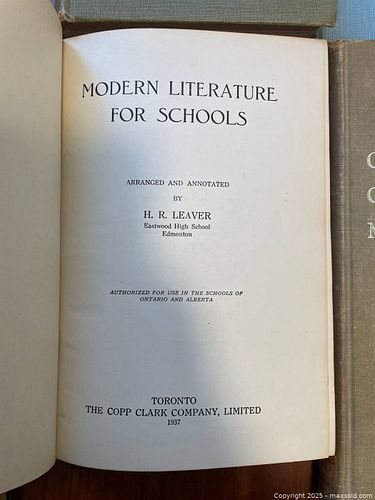 MODERN LITERATURE
FOR SCHOOLS
ARRANGED AND ANNOTATED
BY
H. R. LEAVER
Eastwood High School
Edmonton
AUTHORIZED FOR USE IN THE SCHOOLS OF
ONTARIO AND ALBERTA
TORONTO
THE COPP CLARK COMPANY, LIMITED
1937
Copyright © 2025 - maxsold.com